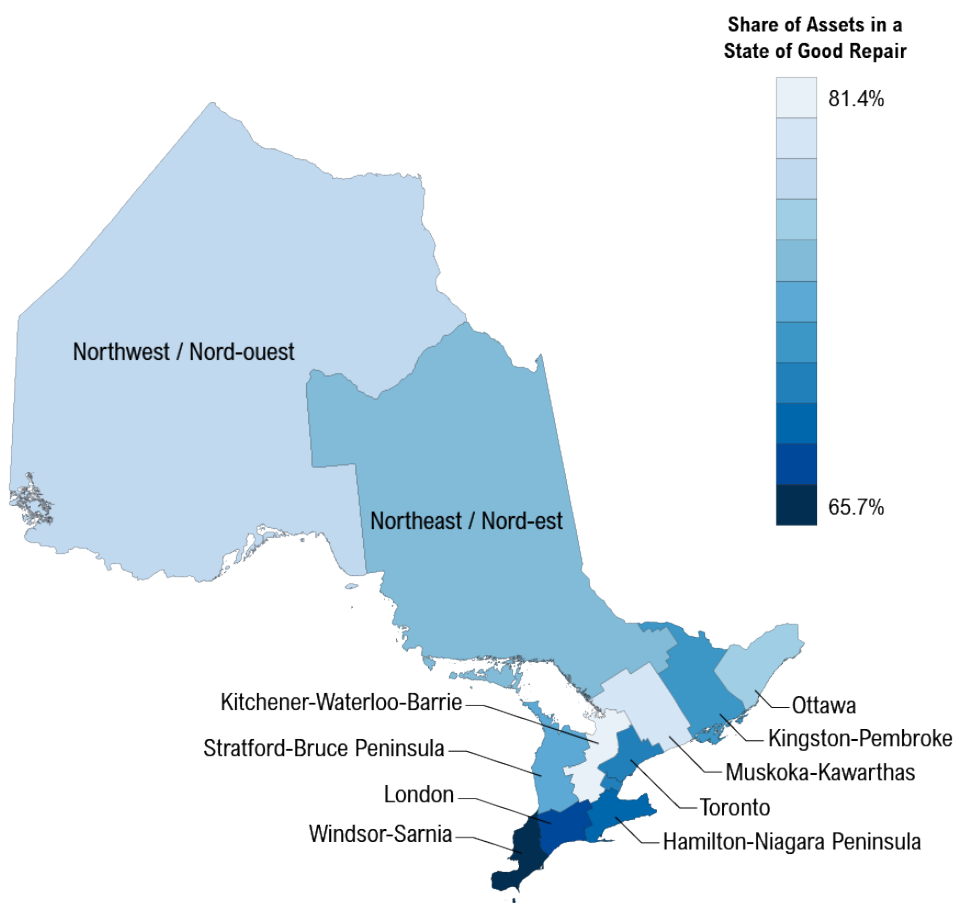 Share of Assets in a
State of Good Repair
81.4%
65.7%
Northwest / Nord-ouest
Northeast / Nord-est
Kitchener-Waterloo-Barrie
Stratford-Bruce Peninsula
London
Windsor-Sarnia
Ottawa
Kingston-Pembroke
Muskoka-Kawarthas
Toronto
Hamilton-Niagara Peninsula